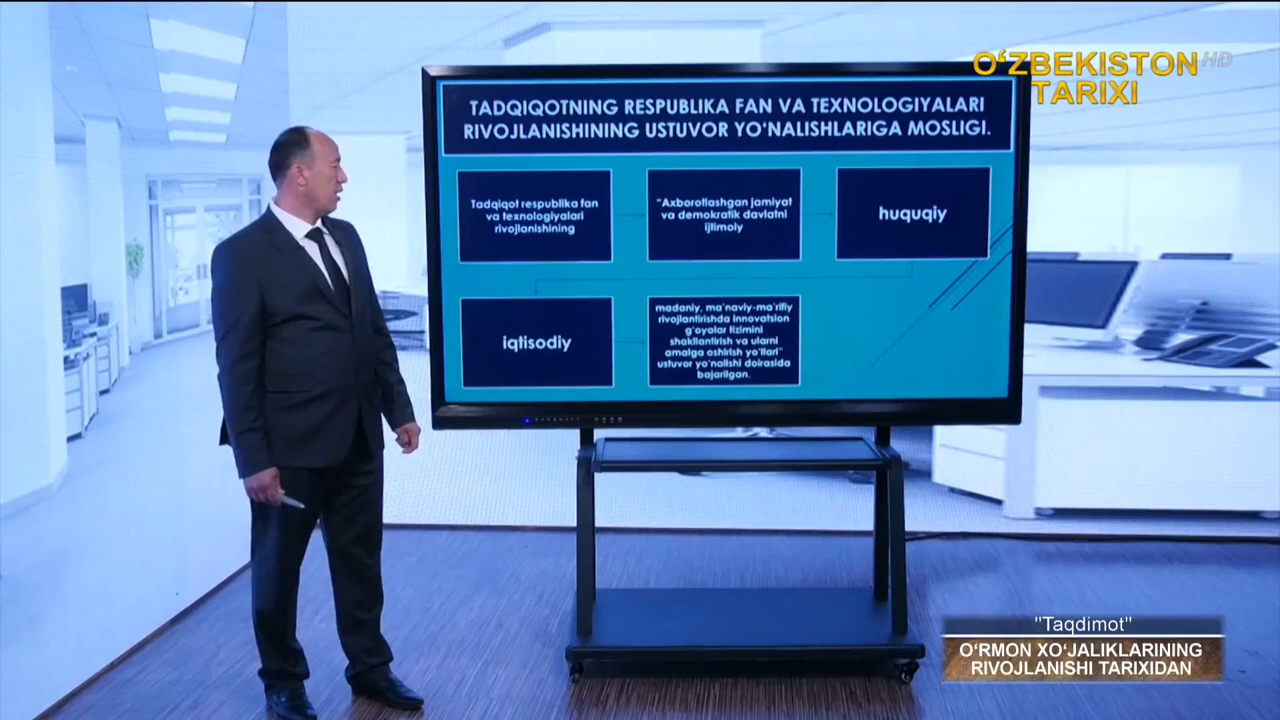 O‘ZBEKISTON HD
TARIXI
TADQIQOTNING RESPUBLIKA FAN VA TEXNOLOGIYALARI
RIVOJLANISHINING USTUVOR YO‘NALISHLARIGA MOSLIGI.
Tadqiqot respublika fan
va texnologiyalari
rivojlanishining
"Axborotlashgan jamiyat
va demokratik davlatni
ijtimoiy
huquqiy
iqtisodiy
madaniy, ma'naviy-ma'rifiy
rivojlantirishda innovatsion
g‘oyalar tizimini
shakllantirish va ularni
amalga oshirish yo‘llari"
ustuvor yo‘nalishi doirasida
bajarilgan.
"Taqdimot"
O‘RMON XO‘JALIKLARINING
RIVOJLANISHI TARIXIDAN